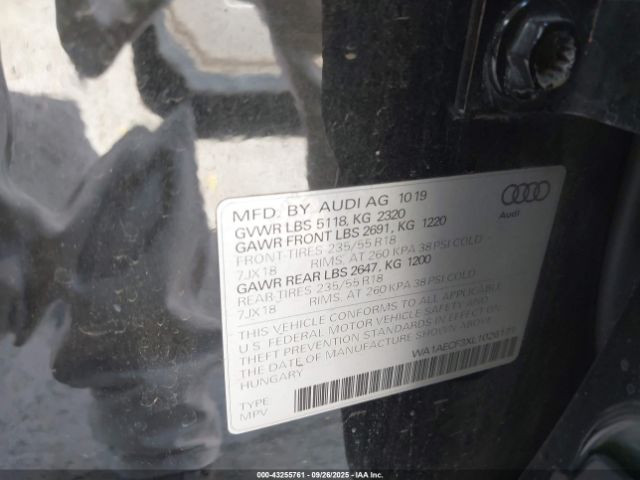 MFD. BY AUDI AG 10 19
GVWR LBS 5118, KG 2320
GAWR FRONT LBS 2691, KG 1220
FRONT-TIRES 235/55 R18
7JX18 RIMS. AT 260 KPA 38 PSI COLD
GAWR REAR LBS 2647, KG 1200
REAR-TIRES 235/55 R18
7JX18 RIMS. AT 260 KPA 38 PSI COLD
Audi
THIS VEHICLE CONFORMS TO ALL APPLICABLE
U.S. FEDERAL MOTOR VEHICLE SAFETY AND
THEFT PREVENTION STANDARDS IN EFFECT ON
THE DATE OF MANUFACTURE SHOWN ABOVE.
HUNGARY
TYPE
MPV
00-43255761 | 09/26/2025 | IAA Inc.